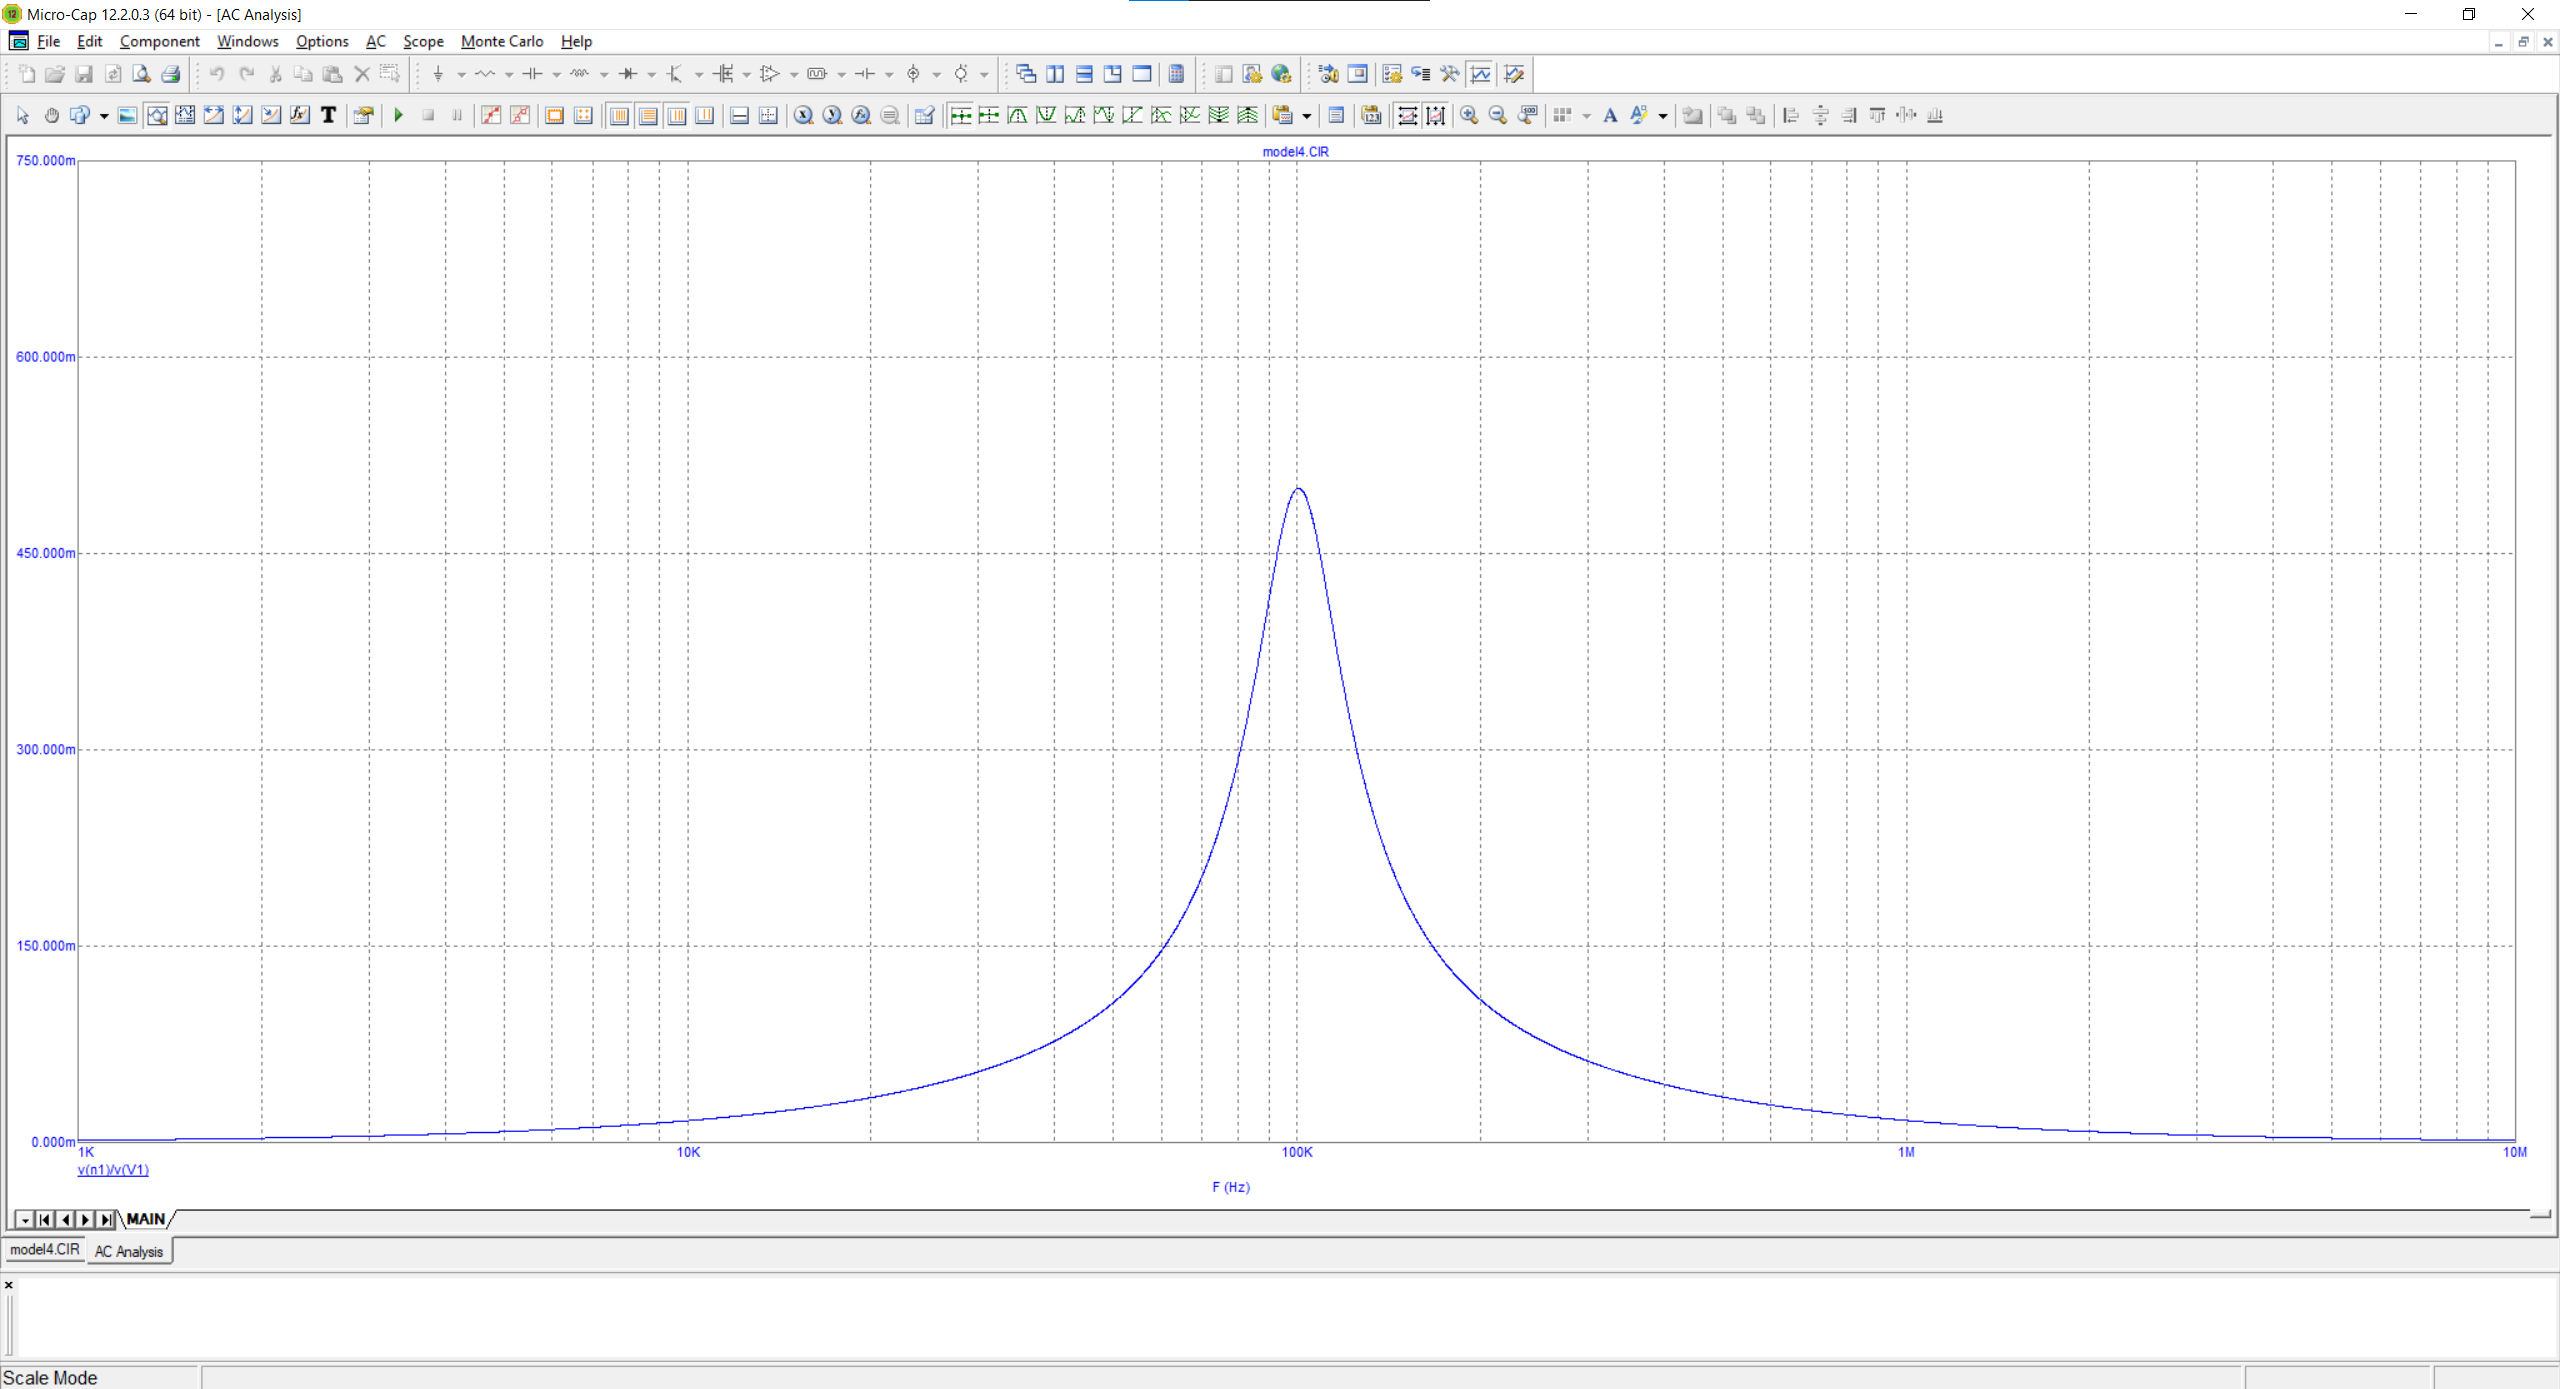 Micro-Cap 12.2.0.3 (64 bit) - [AC Analysis]
File Edit Component Windows Options AC Scope Monte Carlo Help
model4.CIR
750.000m
600.000m
450.000m
300.000m
150.000m
0.000m
1K 10K 100K 1M 10M
v(n1)/v(V1)
F (Hz)
MAIN
model4.CIR AC Analysis
Scale Mode